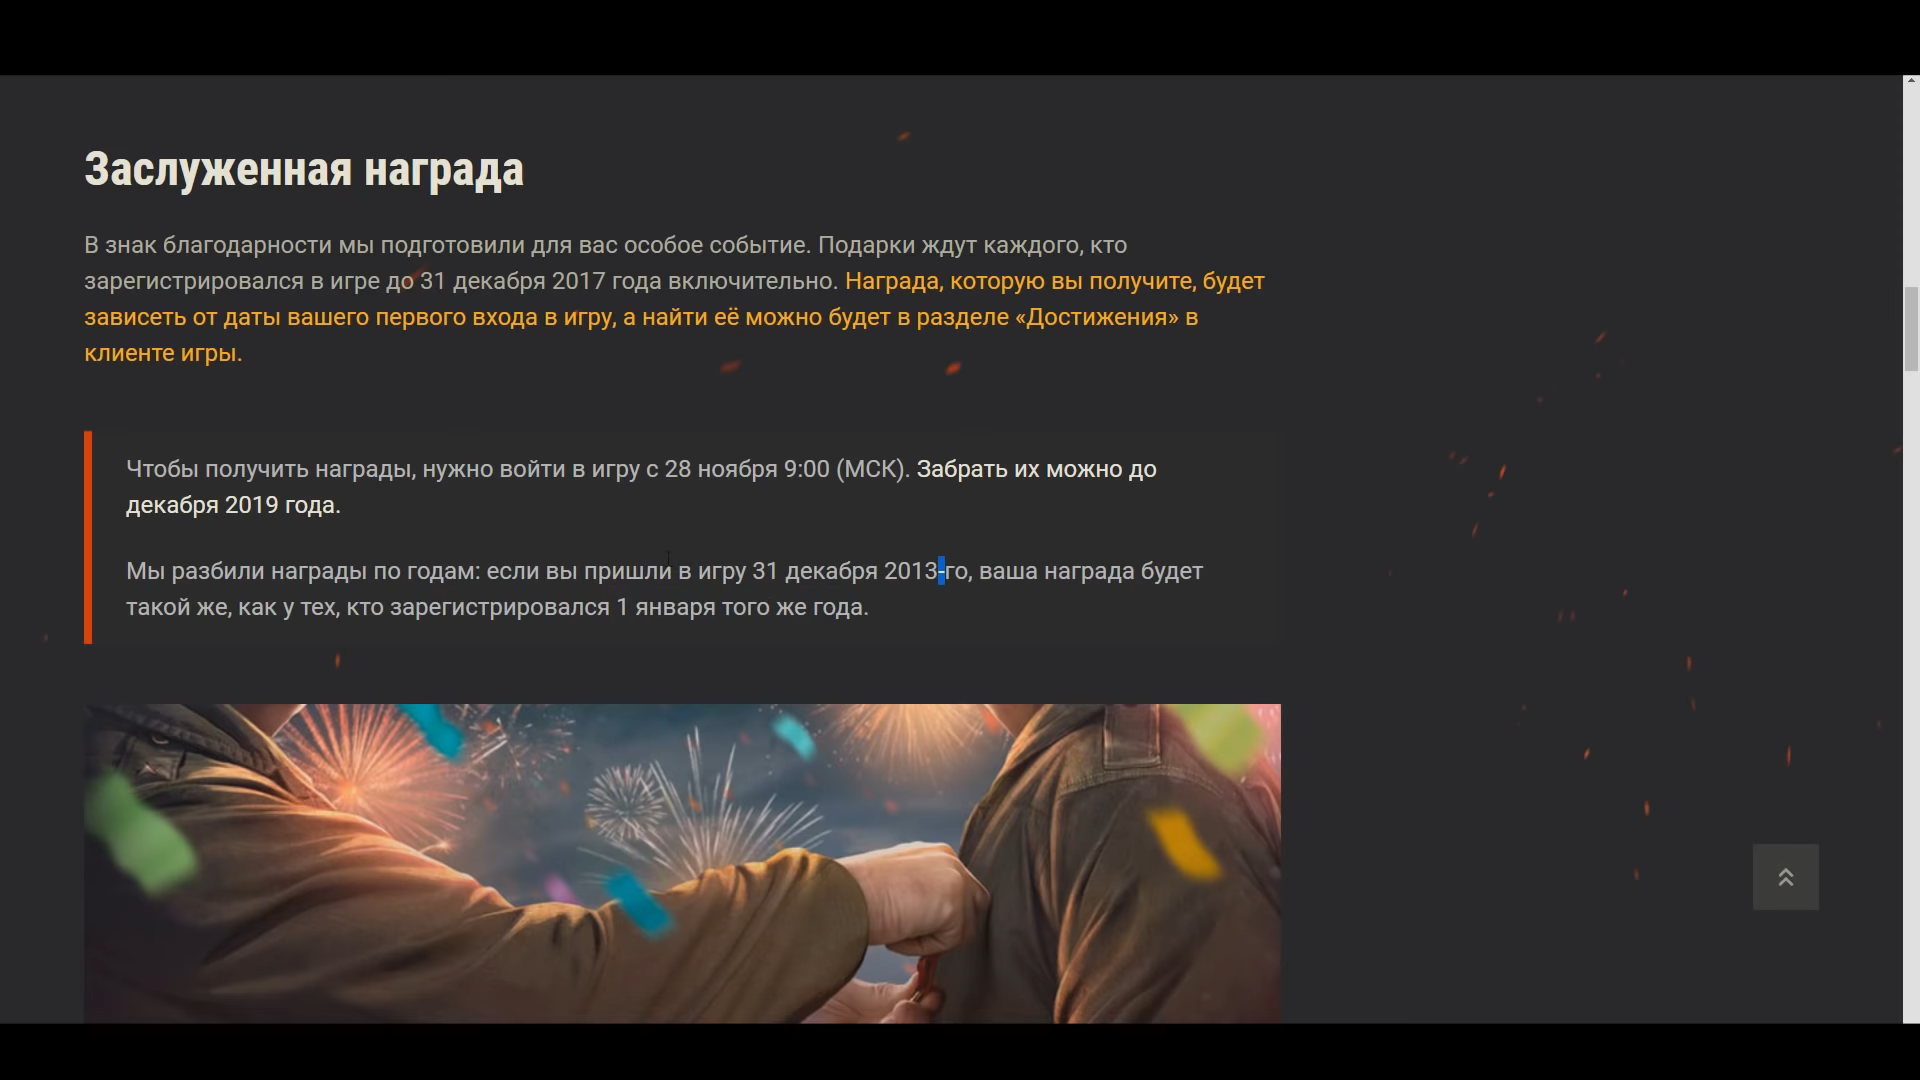 Заслуженная награда
В знак благодарности мы подготовили для вас особое событие. Подарки ждут каждого, кто
зарегистрировался в игре до 31 декабря 2017 года включительно. Награда, которую вы получите, будет
зависеть от даты вашего первого входа в игру, а найти её можно будет в разделе «Достижения» в
клиенте игры.
Чтобы получить награды, нужно войти в игру с 28 ноября 9:00 (МСК). Забрать их можно до
декабря 2019 года.
Мы разбили награды по годам: если вы пришли в игру 31 декабря 2013-го, ваша награда будет
такой же, как у тех, кто зарегистрировался 1 января того же года.